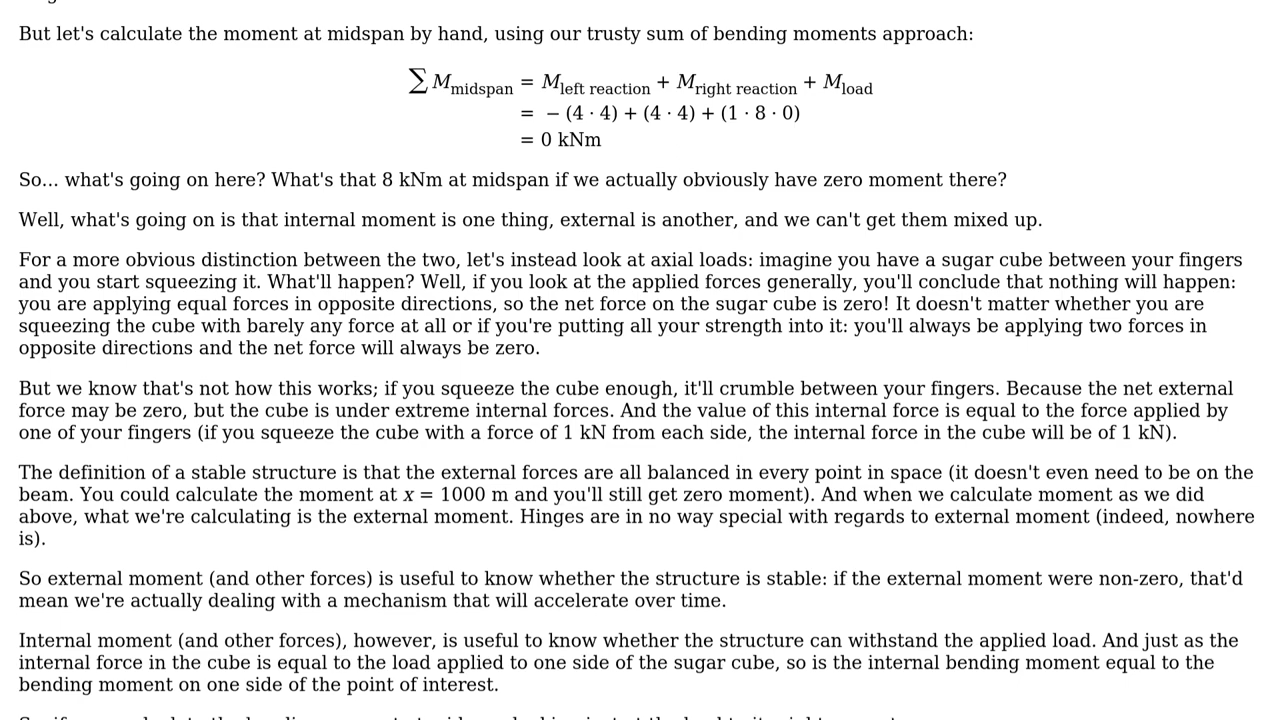 But let's calculate the moment at midspan by hand, using our trusty sum of bending moments approach:
∑ M_midspan = M_left reaction + M_right reaction + M_load
= − (4 · 4) + (4 · 4) + (1 · 8 · 0)
= 0 kNm
So... what's going on here? What's that 8 kNm at midspan if we actually obviously have zero moment there?
Well, what's going on is that internal moment is one thing, external is another, and we can't get them mixed up.
For a more obvious distinction between the two, let's instead look at axial loads: imagine you have a sugar cube between your fingers
and you start squeezing it. What'll happen? Well, if you look at the applied forces generally, you'll conclude that nothing will happen:
you are applying equal forces in opposite directions, so the net force on the sugar cube is zero! It doesn't matter whether you are
squeezing the cube with barely any force at all or if you're putting all your strength into it: you'll always be applying two forces in
opposite directions and the net force will always be zero.
But we know that's not how this works; if you squeeze the cube enough, it'll crumble between your fingers. Because the net external
force may be zero, but the cube is under extreme internal forces. And the value of this internal force is equal to the force applied by
one of your fingers (if you squeeze the cube with a force of 1 kN from each side, the internal force in the cube will be of 1 kN).
The definition of a stable structure is that the external forces are all balanced in every point in space (it doesn't even need to be on the
beam. You could calculate the moment at x = 1000 m and you'll still get zero moment). And when we calculate moment as we did
above, what we're calculating is the external moment. Hinges are in no way special with regards to external moment (indeed, nowhere
is).
So external moment (and other forces) is useful to know whether the structure is stable: if the external moment were non-zero, that'd
mean we're actually dealing with a mechanism that will accelerate over time.
Internal moment (and other forces), however, is useful to know whether the structure can withstand the applied load. And just as the
internal force in the cube is equal to the load applied to one side of the sugar cube, so is the internal bending moment equal to the
bending moment on one side of the point of interest.